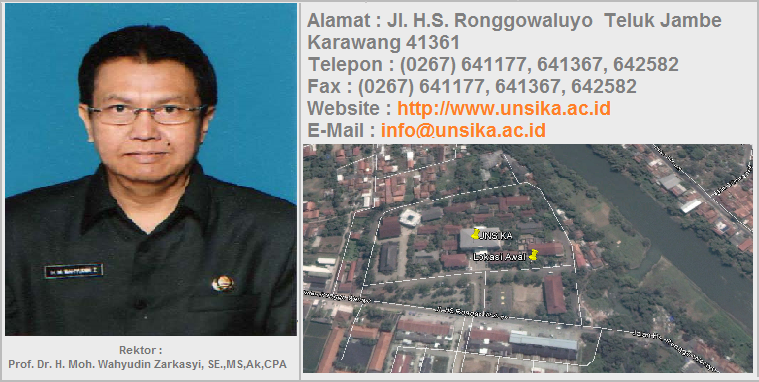 Alamat : Jl. H.S. Ronggowaluyo Teluk Jambe
Karawang 41361
Telepon : (0267) 641177, 641367, 642582
Fax : (0267) 641177, 641367, 642582
Website : http://www.unsika.ac.id
E-Mail : info@unsika.ac.id
UNSIKA
Lokasi Awal
Rektor :
Prof. Dr. H. Moh. Wahyudin Zarkasyi, SE.,MS,Ak,CPA